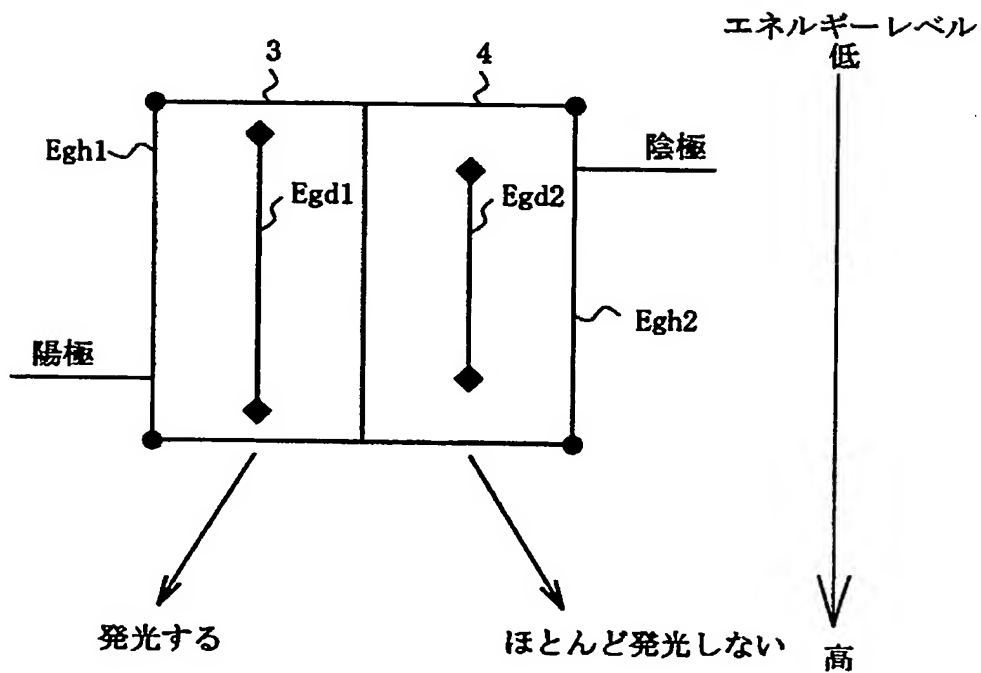 エネルギーレベル
低
3
4
Egh1
陰極
Egd1
Egd2
Egh2
陽極
発光する
ほとんど発光しない
高